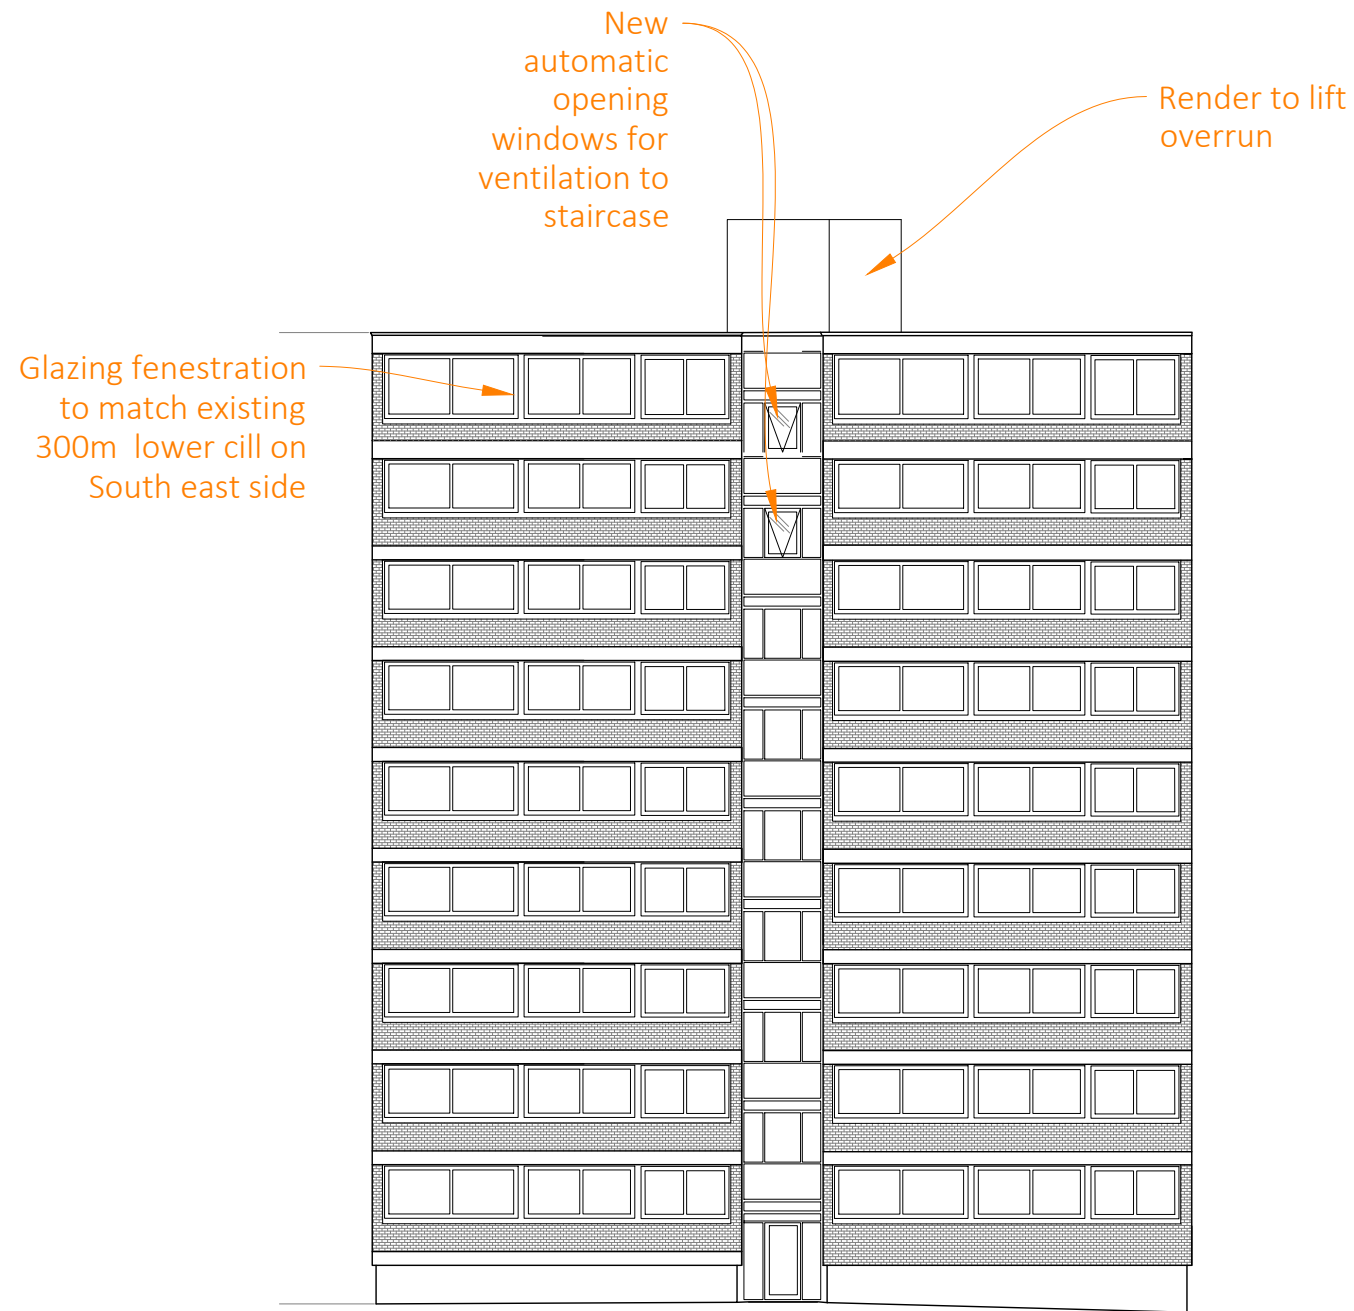 New
automatic
opening
windows for
ventilation to
staircase
Render to lift
overrun
Glazing fenestration
to match existing
300m lower cill on
South east side